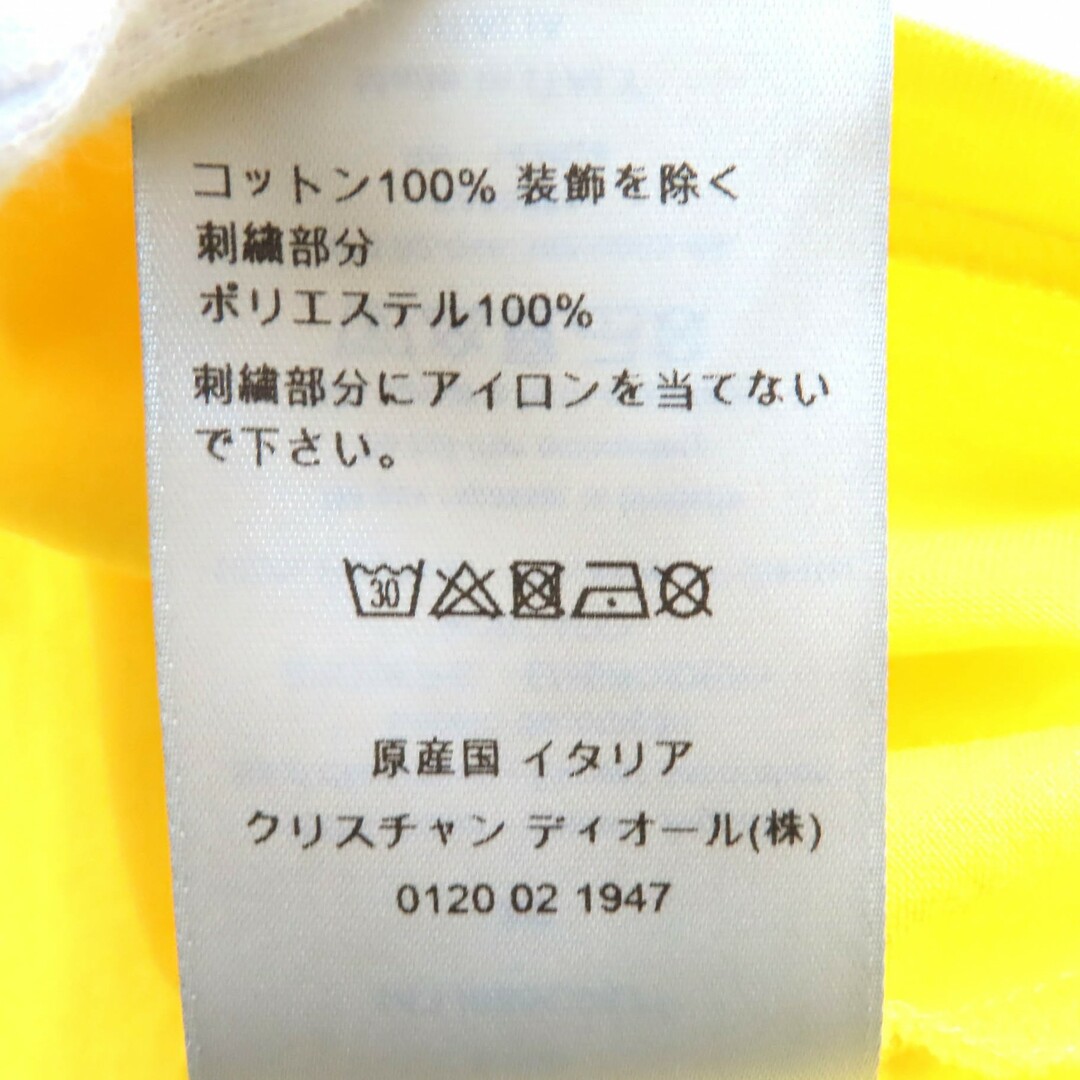 コットン100% 装飾を除く
刺繍部分
ポリエステル100%
刺繍部分にアイロンを当てない
で下さい。
30
原産国 イタリア
クリスチャン ディオール(株)
0120 02 1947